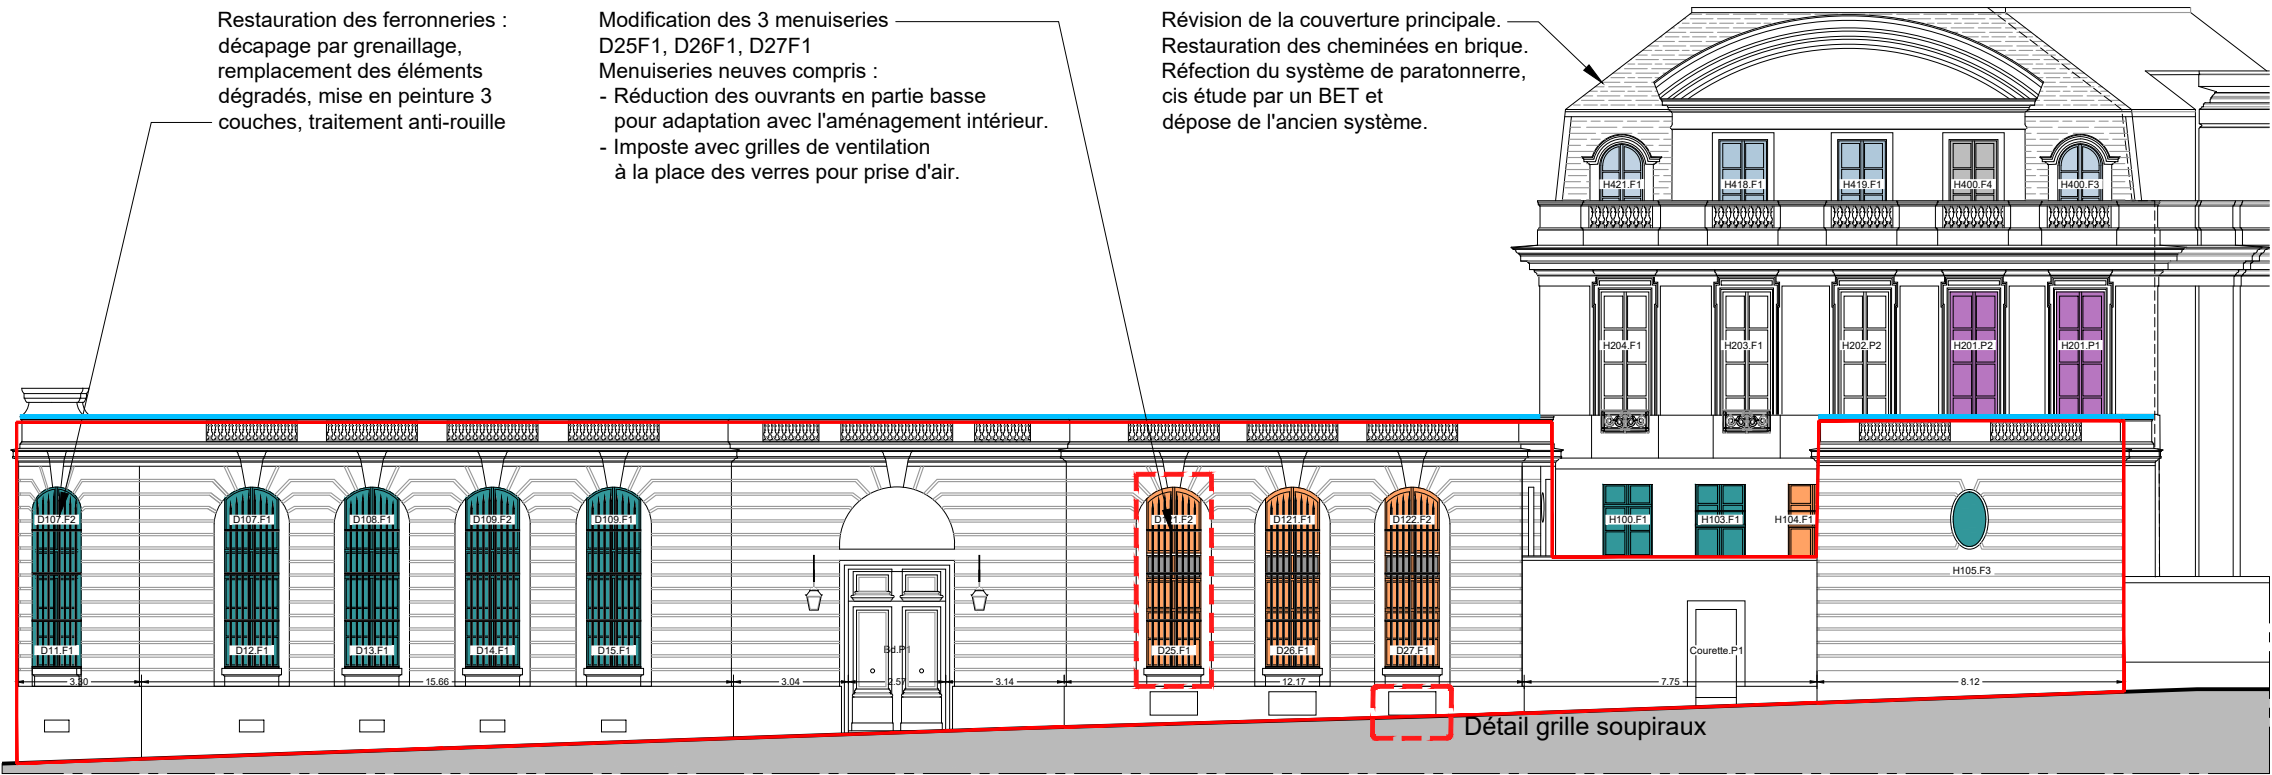 Restauration des ferronneries :
décapage par grenaillage,
remplacement des éléments
dégradés, mise en peinture 3
couches, traitement anti-rouille
Modification des 3 menuiseries
D25F1, D26F1, D27F1
Menuiseries neuves compris :
- Réduction des ouvrants en partie basse
pour adaptation avec l'aménagement intérieur.
- Imposte avec grilles de ventilation
à la place des verres pour prise d'air.
Révision de la couverture principale.
Restauration des cheminées en brique.
Réfection du système de paratonnerre,
cis étude par un BET et
dépose de l'ancien système.
H421.F1
H418.F1
H419.F1
H400.F4
H400.F3
H204.F1
H203.F1
H202.P2
H201.P2
H201.P1
D107.F2
D107.F1
D108.F1
D109.F2
D109.F1
D121.F2
D121.F1
D122.F2
H100.F1
H103.F1
H104.F1
H105.F3
D11.F1
D12.F1
D13.F1
D14.F1
D15.F1
Bd.P1
D25.F1
D26.F1
D27.F1
Courette.P1
3.30
15.66
3.04
2.57
3.14
12.17
7.75
8.12
Détail grille soupiraux